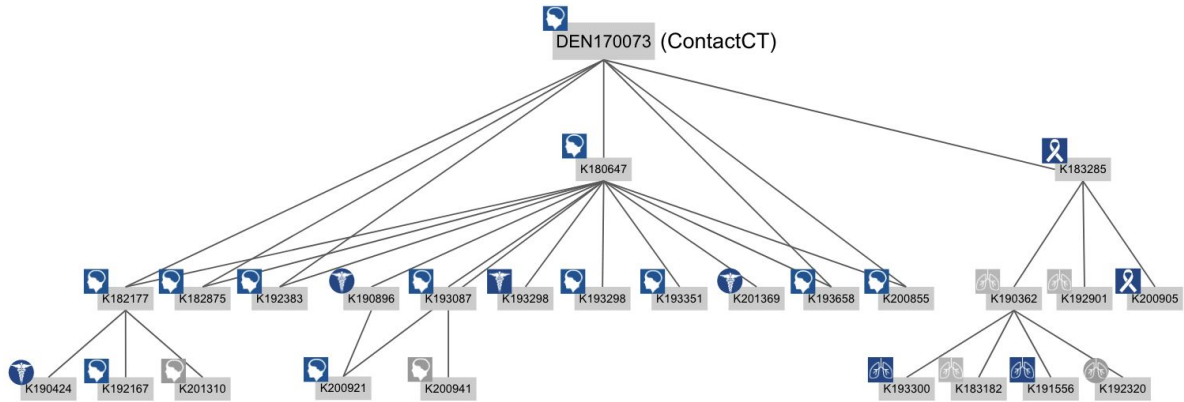 DEN170073 (ContactCT)
K180647
K183285
K182177
K182875
K192383
K190896
K193087
K193298
K193298
K193351
K201369
K193658
K200855
K190362
K192901
K200905
K190424
K192167
K201310
K200921
K200941
K193300
K183182
K191556
K192320